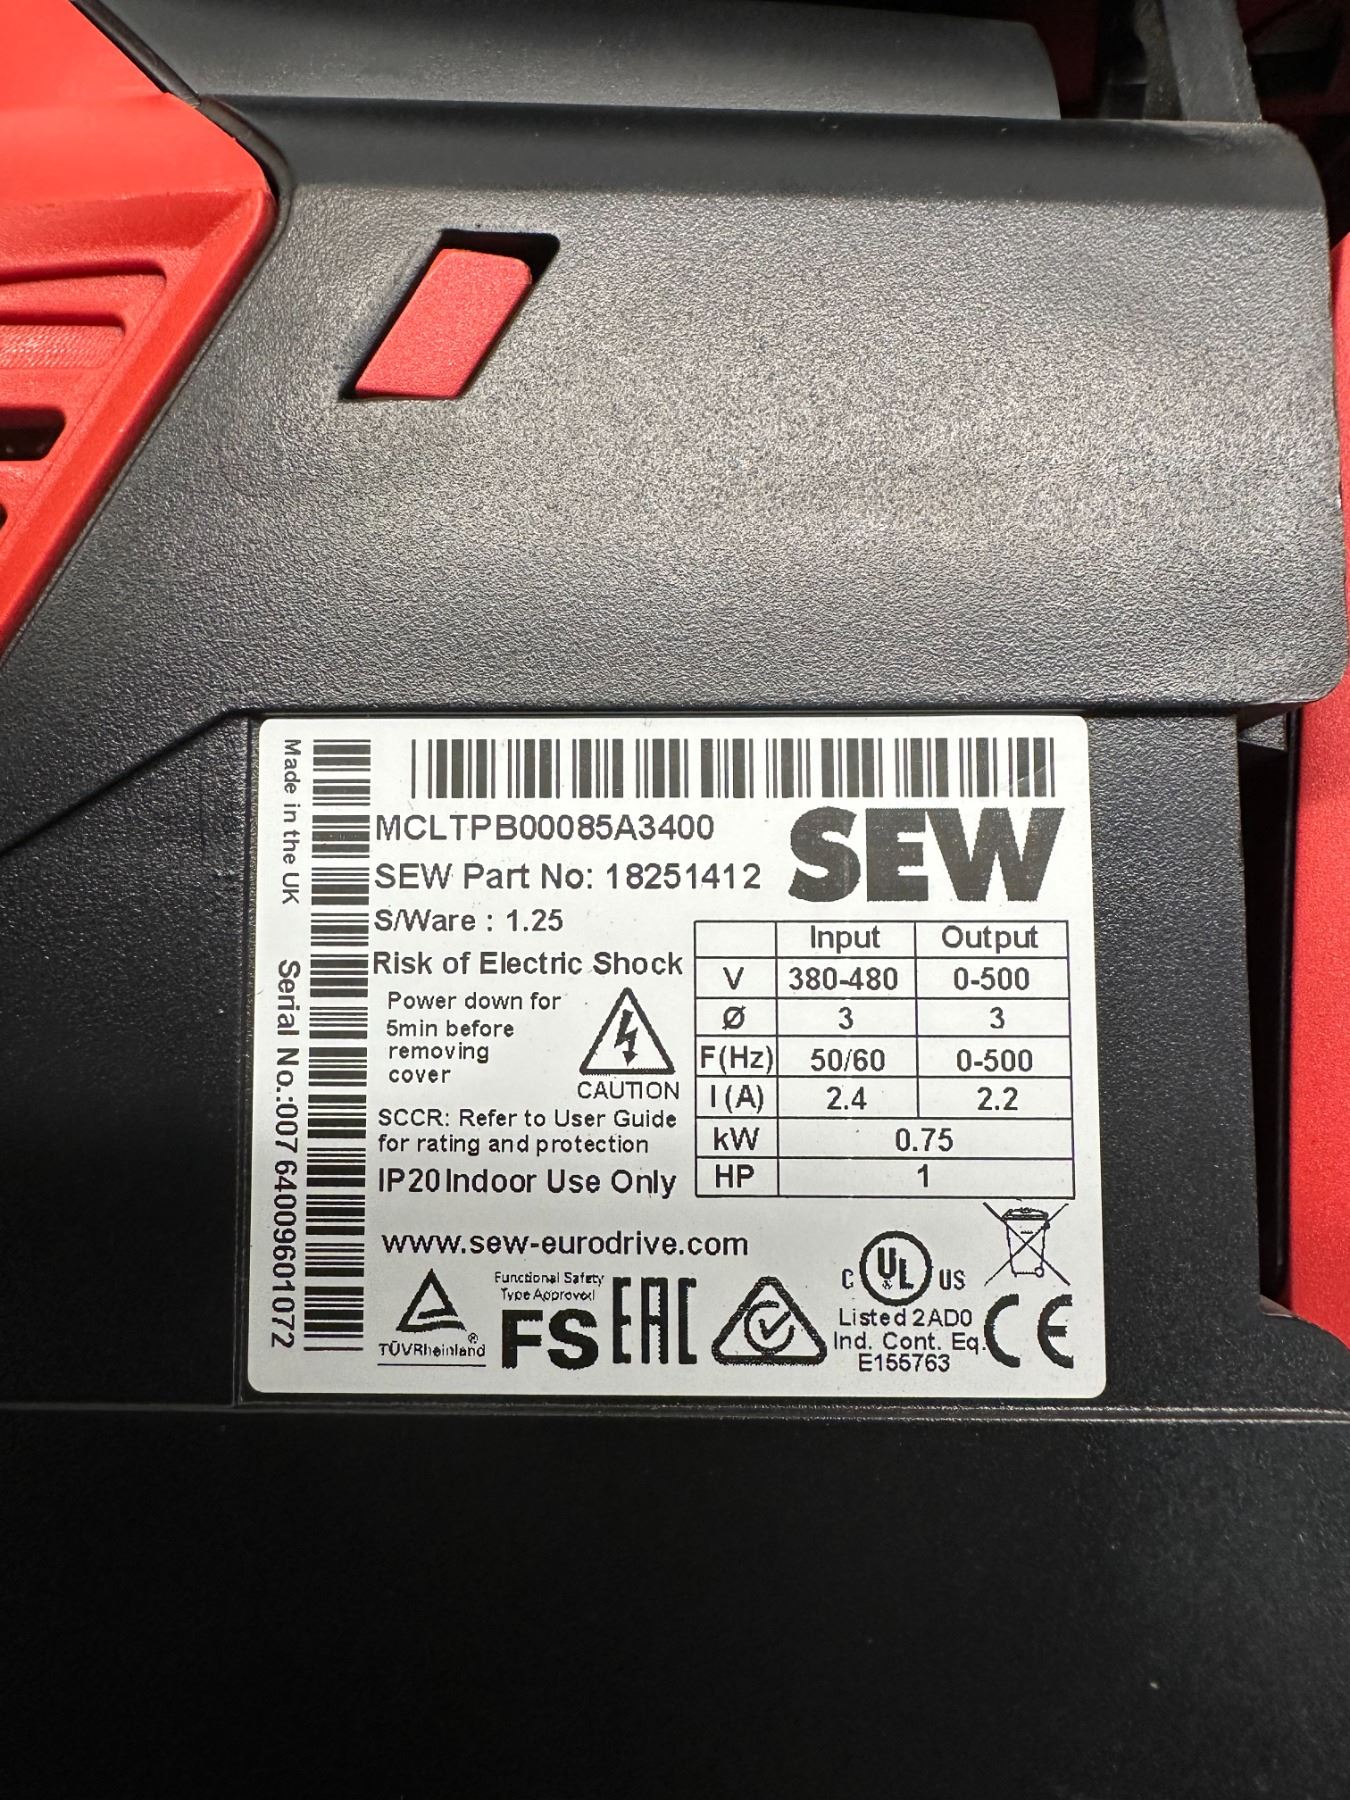 MCLTPB00085A3400
SEW Part No: 18251412
SEW
S/Ware : 1.25
Risk of Electric Shock
Power down for
5min before
removing
cover
CAUTION
SCCR: Refer to User Guide
for rating and protection
IP20 Indoor Use Only
Input Output
V 380-480 0-500
Ø 3 3
F(Hz) 50/60 0-500
I (A) 2.4 2.2
kW 0.75
HP 1
www.sew-eurodrive.com
TÜVRheinland ®
Functional Safety
Type Approved
FS
EAC
C UL US
Listed 2AD0
Ind. Cont. Eq.
E155763
CE
Made in the UK
Serial No.:00764009601072